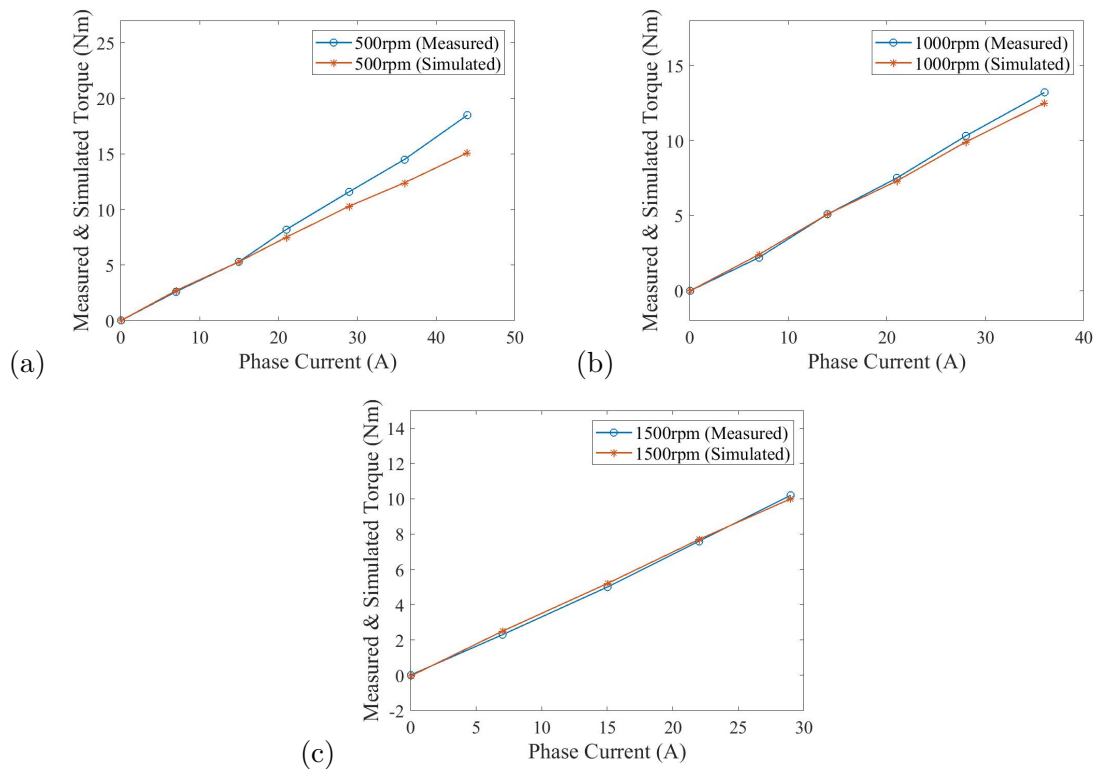 Measured & Simulated Torque (Nm)
25
20
15
10
5
0
500rpm (Measured)
500rpm (Simulated)
0 10 20 30 40 50
Phase Current (A)
(a)
Measured & Simulated Torque (Nm)
15
10
5
0
1000rpm (Measured)
1000rpm (Simulated)
0 10 20 30 40
Phase Current (A)
(b)
Measured & Simulated Torque (Nm)
14
12
10
8
6
4
2
0
-2
1500rpm (Measured)
1500rpm (Simulated)
0 5 10 15 20 25 30
Phase Current (A)
(c)